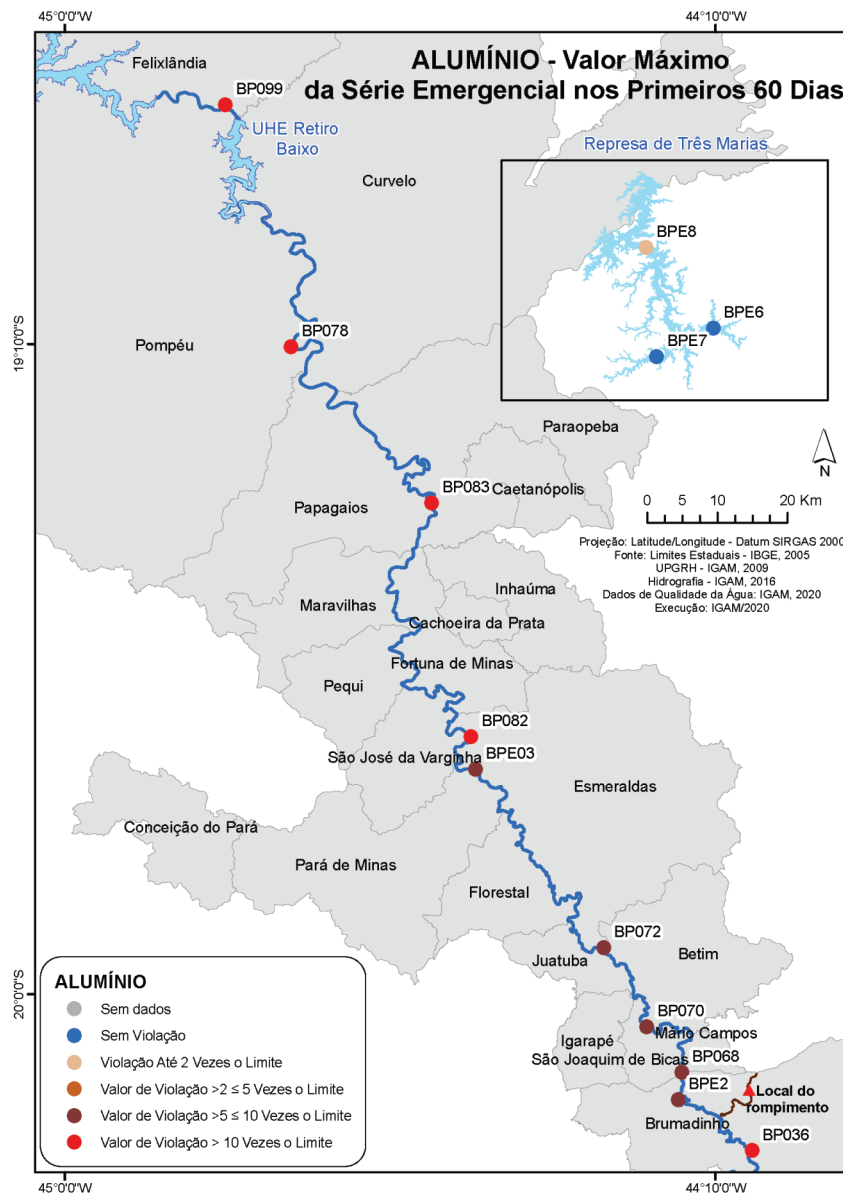 45°0'0"W
44°10'0"W
ALUMÍNIO - Valor Máximo
da Série Emergencial nos Primeiros 60 Dias
Felixlândia
BP099
UHE Retiro
Baixo
Represa de Três Marias
Curvelo
BPE8
BPE6
BPE7
19°10'0"S
BP078
Pompéu
Paraopeba
N
BP083
Caetanópolis
Papagaios
0 5 10 20 Km
Projeção: Latitude/Longitude - Datum SIRGAS 2000
Fonte: Limites Estaduais - IBGE, 2005
UPGRH - IGAM, 2009
Hidrografia - IGAM, 2016
Dados de Qualidade da Água: IGAM, 2020
Execução: IGAM/2020
Inhaúma
Maravilhas
Cachoeira da Prata
Fortuna de Minas
Pequi
BP082
São José da Varginha
BPE03
Esmeraldas
Conceição do Pará
Pará de Minas
Florestal
BP072
Juatuba
Betim
20°0'0"S
BP070
Mário Campos
Igarapé
São Joaquim de Bicas
BP068
BPE2
Local do
rompimento
Brumadinho
BP036
ALUMÍNIO
Sem dados
Sem Violação
Violação Até 2 Vezes o Limite
Valor de Violação >2 ≤ 5 Vezes o Limite
Valor de Violação >5 ≤ 10 Vezes o Limite
Valor de Violação > 10 Vezes o Limite
45°0'0"W
44°10'0"W